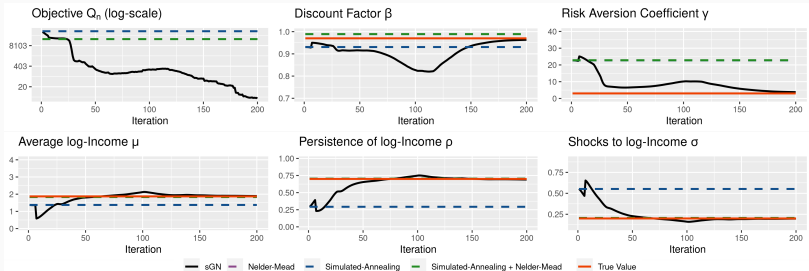 Objective Qn (log-scale)
Discount Factor β
Risk Aversion Coefficient γ
8103
403
20
0 50 100 150 200
Iteration
1.0
0.9
0.8
0.7
0 50 100 150 200
Iteration
40
30
20
10
0
0 50 100 150 200
Iteration
Average log-Income μ
Persistence of log-Income ρ
Shocks to log-Income σ
4
3
2
1
0
0 50 100 150 200
Iteration
1.00
0.75
0.50
0.25
0.00
0 50 100 150 200
Iteration
0.75
0.50
0.25
0 50 100 150 200
Iteration
sGN Nelder-Mead Simulated-Annealing Simulated-Annealing + Nelder-Mead True Value